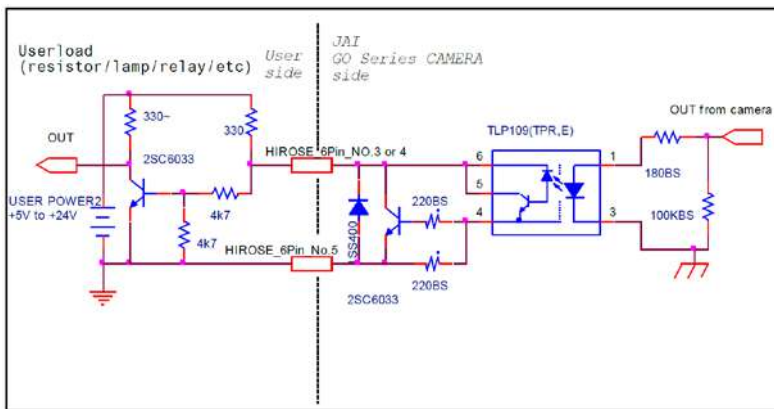 Userload
(resistor/lamp/relay/etc)
User
side
JAI
GO Series CAMERA
side
330~
330
OUT
2SC6033
HIROSE_6Pin_NO.3 or 4
USER POWER2
+5V to +24V
4k7
4k7
HIROSE_6Pin_No.5
1SS400
220BS
220BS
2SC6033
TLP109(TPR,E)
6
5
4
1
3
OUT from camera
180BS
100KBS